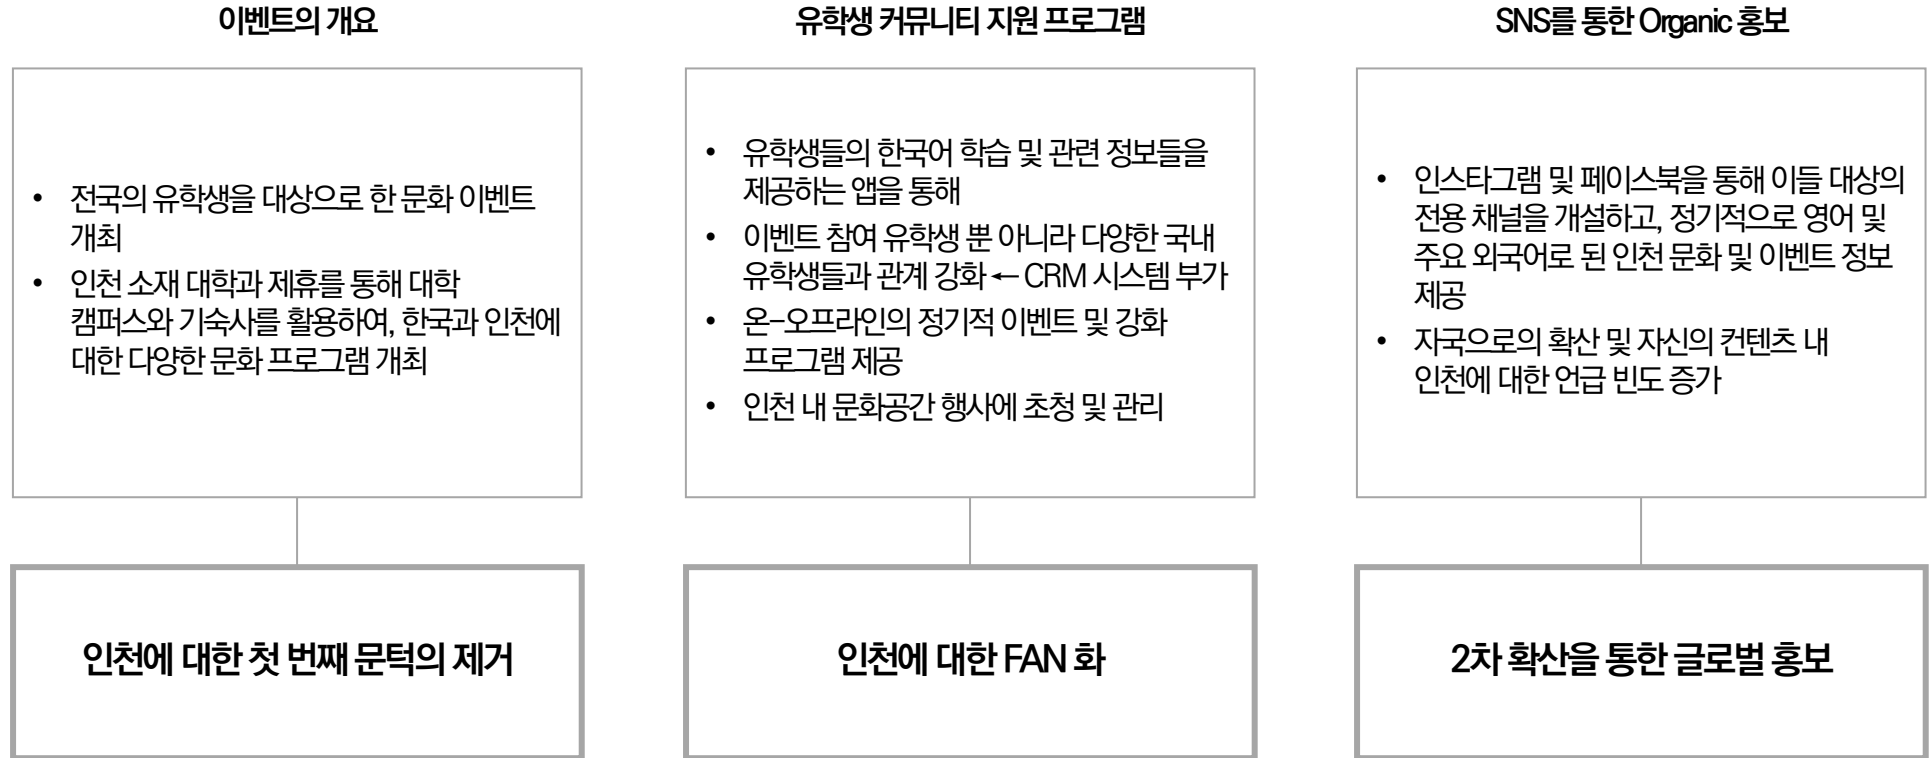 이벤트의 개요
• 전국의 유학생을 대상으로 한 문화 이벤트
개최
• 인천 소재 대학과 제휴를 통해 대학
캠퍼스와 기숙사를 활용하여, 한국과 인천에
대한 다양한 문화 프로그램 개최
인천에 대한 첫 번째 문턱의 제거
유학생 커뮤니티 지원 프로그램
• 유학생들의 한국어 학습 및 관련 정보들을
제공하는 앱을 통해
• 이벤트 참여 유학생 뿐 아니라 다양한 국내
유학생들과 관계 강화 ← CRM 시스템 부가
• 온-오프라인의 정기적 이벤트 및 강화
프로그램 제공
• 인천 내 문화공간 행사에 초청 및 관리
인천에 대한 FAN 화
SNS를 통한 Organic 홍보
• 인스타그램 및 페이스북을 통해 이들 대상의
전용 채널을 개설하고, 정기적으로 영어 및
주요 외국어로 된 인천 문화 및 이벤트 정보
제공
• 자국으로의 확산 및 자신의 컨텐츠 내
인천에 대한 언급 빈도 증가
2차 확산을 통한 글로벌 홍보